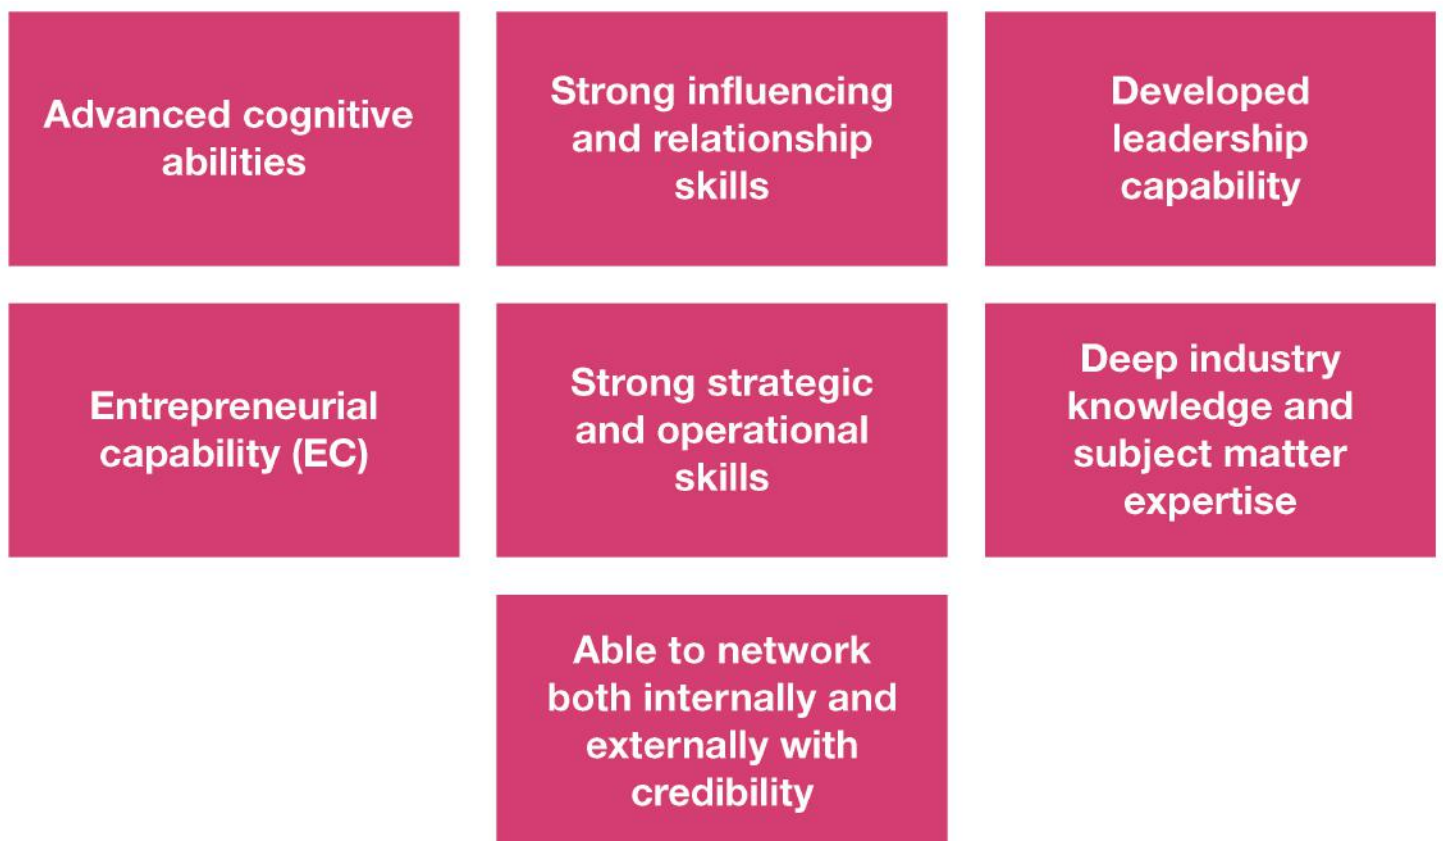 Advanced cognitive
abilities
Strong influencing
and relationship
skills
Developed
leadership
capability
Entrepreneurial
capability (EC)
Strong strategic
and operational
skills
Deep industry
knowledge and
subject matter
expertise
Able to network
both internally and
externally with
credibility